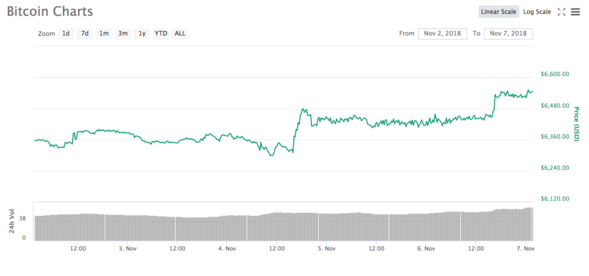 Bitcoin Charts
Linear Scale Log Scale
Zoom 1d 7d 1m 3m 1y YTD ALL From Nov 2, 2018 To Nov 7, 2018
$6,600.00
$6,480.00
$6,360.00
$6,240.00
$6,120.00
Price (USD)
24h Vol
3B
0
12:00 3. Nov 12:00 4. Nov 12:00 5. Nov 12:00 6. Nov 12:00 7. Nov